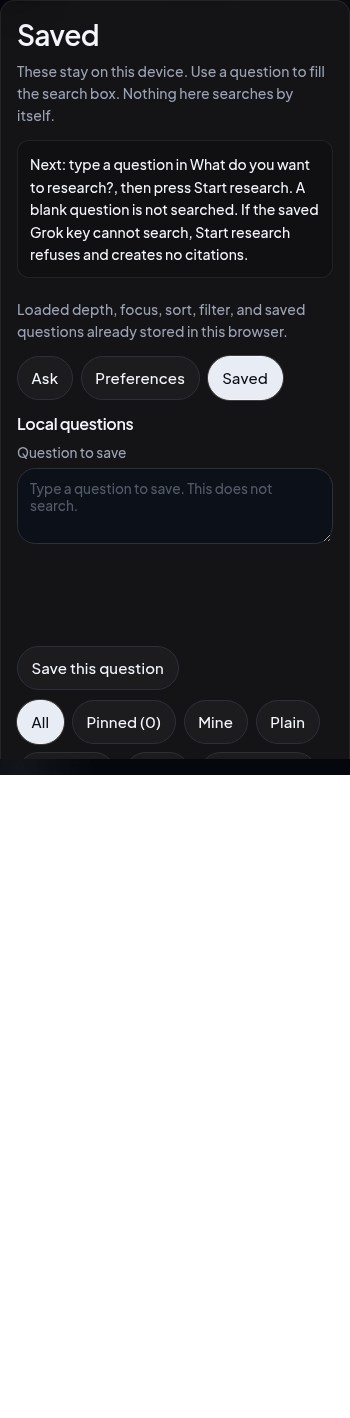 Saved
These stay on this device. Use a question to fill
the search box. Nothing here searches by
itself.
Next: type a question in What do you want
to research?, then press Start research. A
blank question is not searched. If the saved
Grok key cannot search, Start research
refuses and creates no citations.
Loaded depth, focus, sort, filter, and saved
questions already stored in this browser.
Ask Preferences Saved
Local questions
Question to save
Type a question to save. This does not
search.
Save this question
All Pinned (0) Mine Plain